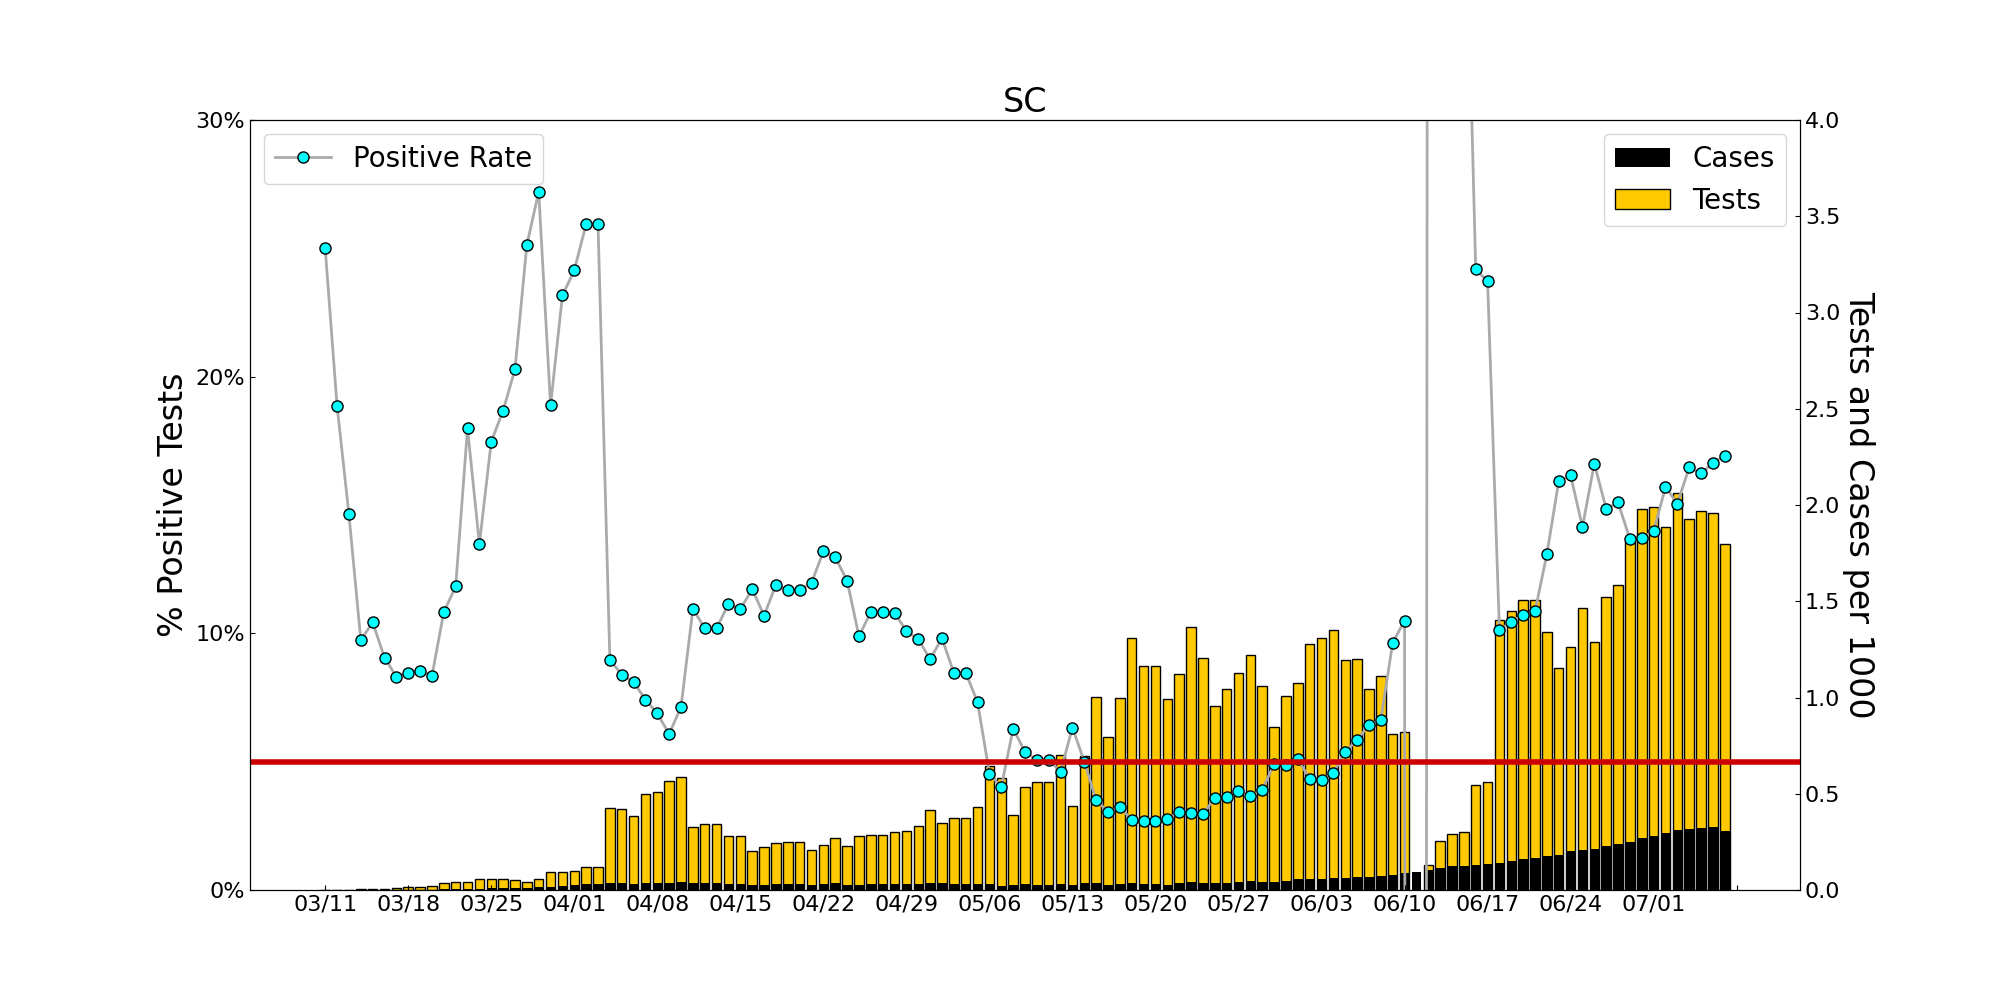 SC
30%
20%
10%
0%
% Positive Tests
Positive Rate
Cases
Tests
4.0
3.5
3.0
2.5
2.0
1.5
1.0
0.5
0.0
Tests and Cases per 1000
03/11 03/18 03/25 04/01 04/08 04/15 04/22 04/29 05/06 05/13 05/20 05/27 06/03 06/10 06/17 06/24 07/01